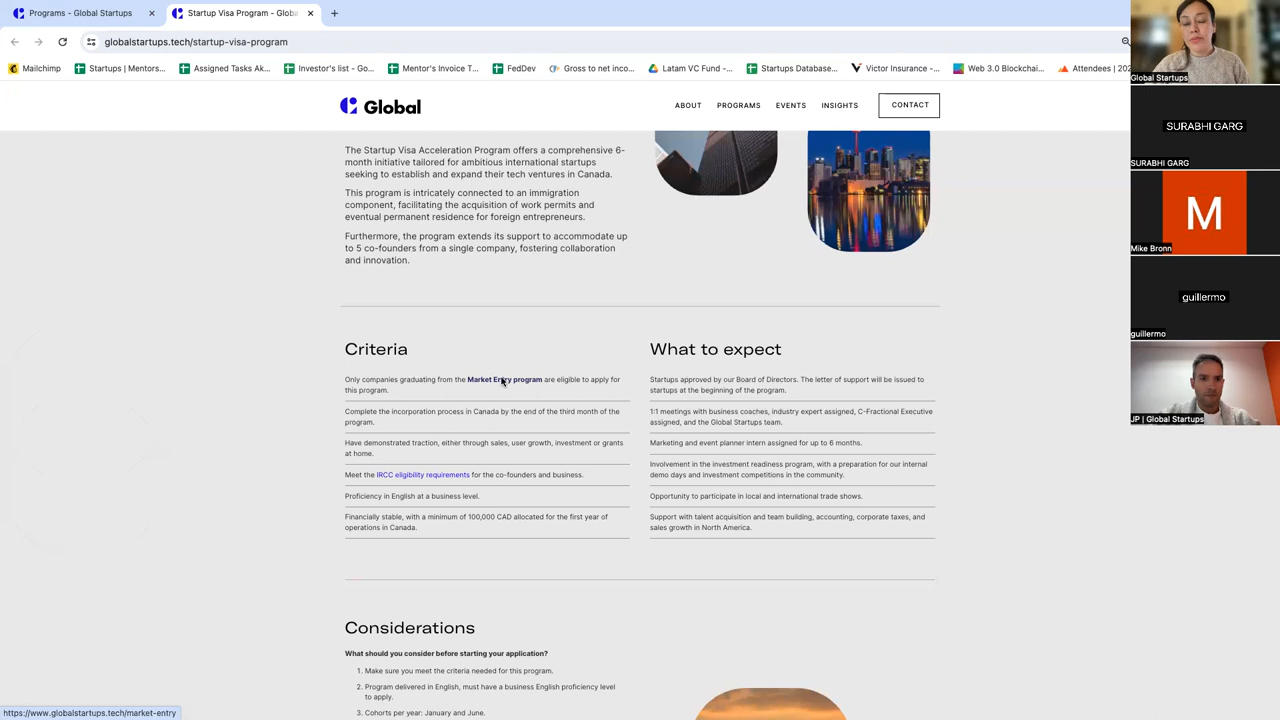 Programs - Global Startups
Startup Visa Program - Global
globalstartups.tech/startup-visa-program
Mailchimp
Startups | Mentors...
Assigned Tasks Ak...
Investor's list - Go...
Mentor's Invoice T...
FedDev
Gross to net inco...
Latam VC Fund -...
Startups Database...
Victor Insurance -...
Web 3.0 Blockchai...
Attendees | 202
Global
ABOUT
PROGRAMS
EVENTS
INSIGHTS
CONTACT
The Startup Visa Acceleration Program offers a comprehensive 6-
month initiative tailored for ambitious international startups
seeking to establish and expand their tech ventures in Canada.
This program is intricately connected to an immigration
component, facilitating the acquisition of work permits and
eventual permanent residence for foreign entrepreneurs.
Furthermore, the program extends its support to accommodate up
to 5 co-founders from a single company, fostering collaboration
and innovation.
Criteria
Only companies graduating from the Market Entry program are eligible to apply for
this program.
Complete the incorporation process in Canada by the end of the third month of the
program.
Have demonstrated traction, either through sales, user growth, investment or grants
at home.
Meet the IRCC eligibility requirements for the co-founders and business.
Proficiency in English at a business level.
Financially stable, with a minimum of 100,000 CAD allocated for the first year of
operations in Canada.
What to expect
Startups approved by our Board of Directors. The letter of support will be issued to
startups at the beginning of the program.
1:1 meetings with business coaches, industry expert assigned, C-Fractional Executive
assigned, and the Global Startups team.
Marketing and event planner intern assigned for up to 6 months.
Involvement in the investment readiness program, with a preparation for our internal
demo days and investment competitions in the community.
Opportunity to participate in local and international trade shows.
Support with talent acquisition and team building, accounting, corporate taxes, and
sales growth in North America.
Considerations
What should you consider before starting your application?
1. Make sure you meet the criteria needed for this program.
2. Program delivered in English, must have a business English proficiency level
to apply.
3. Cohorts per year: January and June.
https://www.globalstartups.tech/market-entry
Global Startups
SURABHI GARG
SURABHI GARG
M
Mike Bronn
guillermo
guillermo
JP | Global Startups